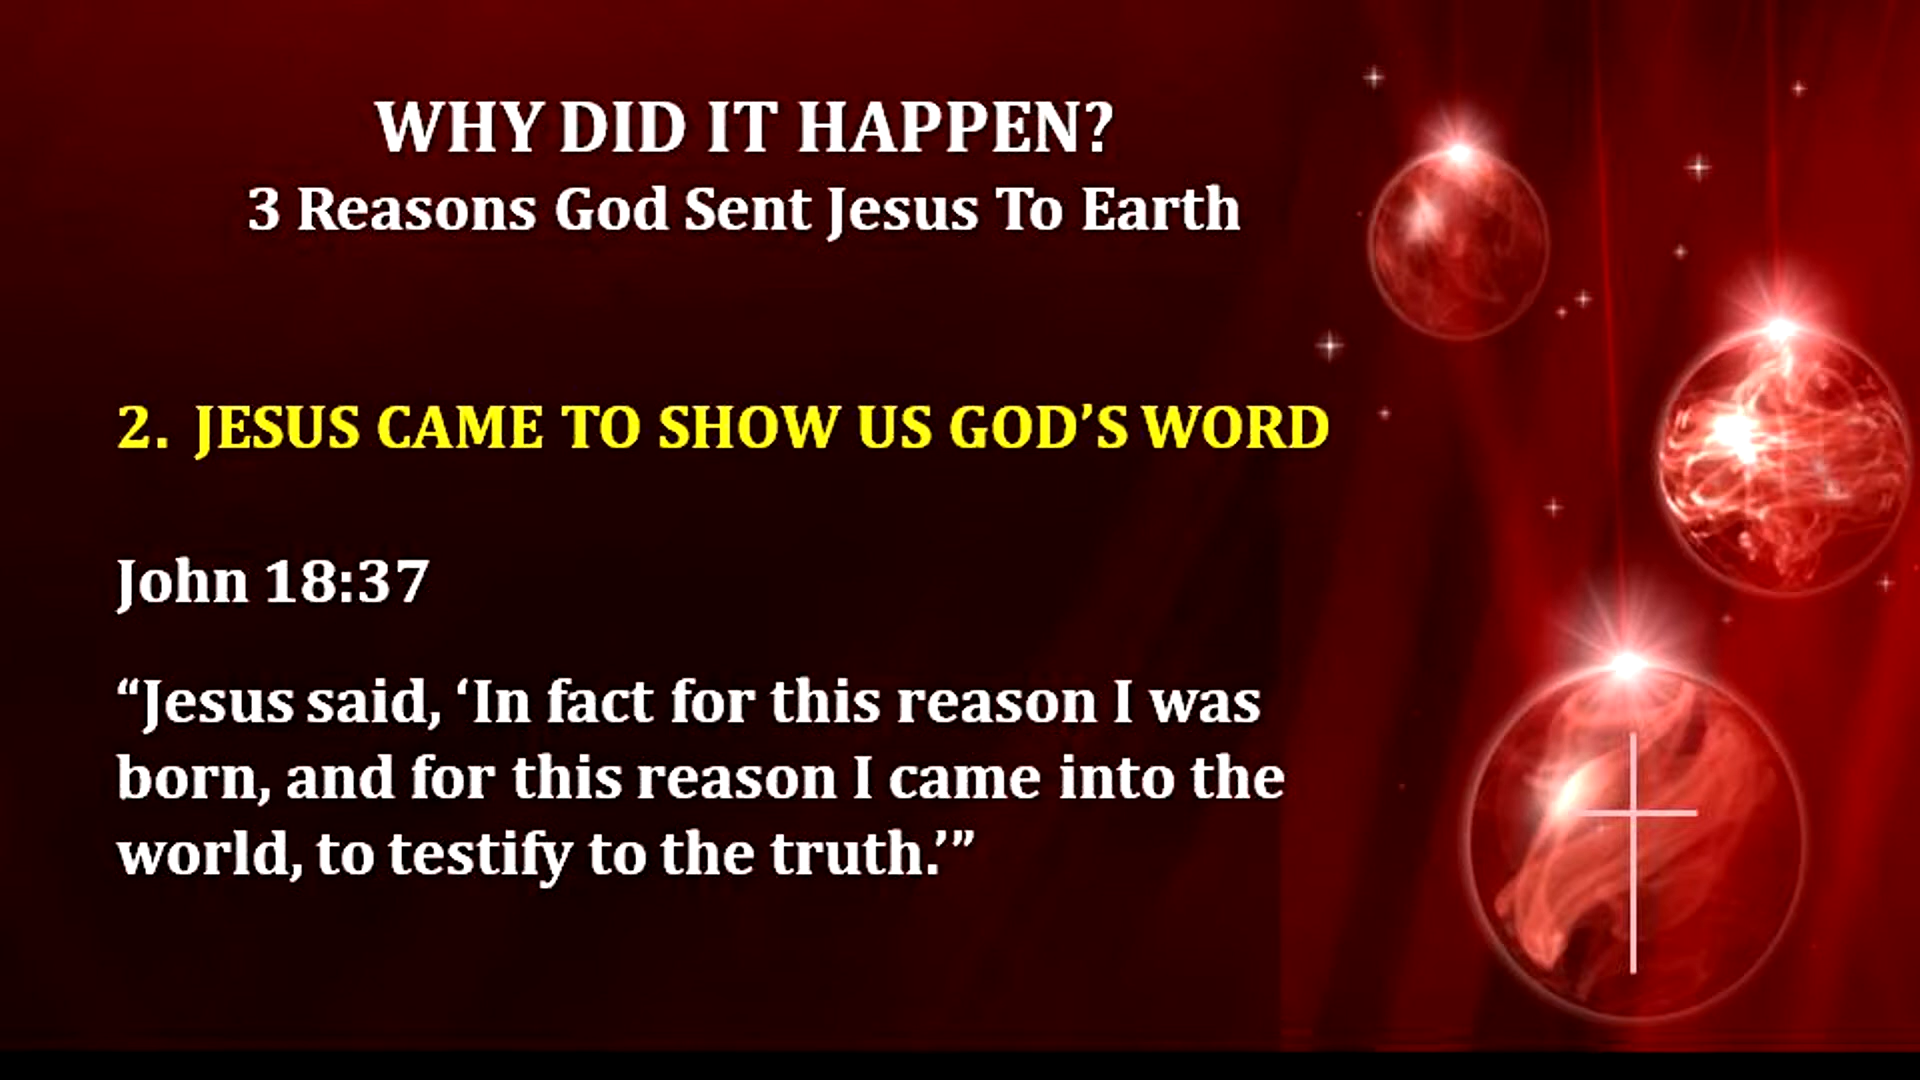 WHY DID IT HAPPEN?
3 Reasons God Sent Jesus To Earth
2. JESUS CAME TO SHOW US GOD’S WORD
John 18:37
“Jesus said, ‘In fact for this reason I was
born, and for this reason I came into the
world, to testify to the truth.’”